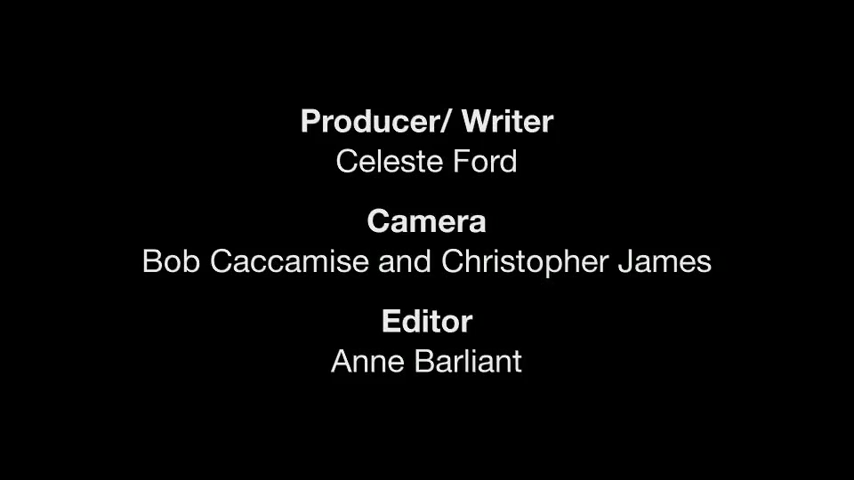 Producer/ Writer
Celeste Ford
Camera
Bob Caccamise and Christopher James
Editor
Anne Barliant